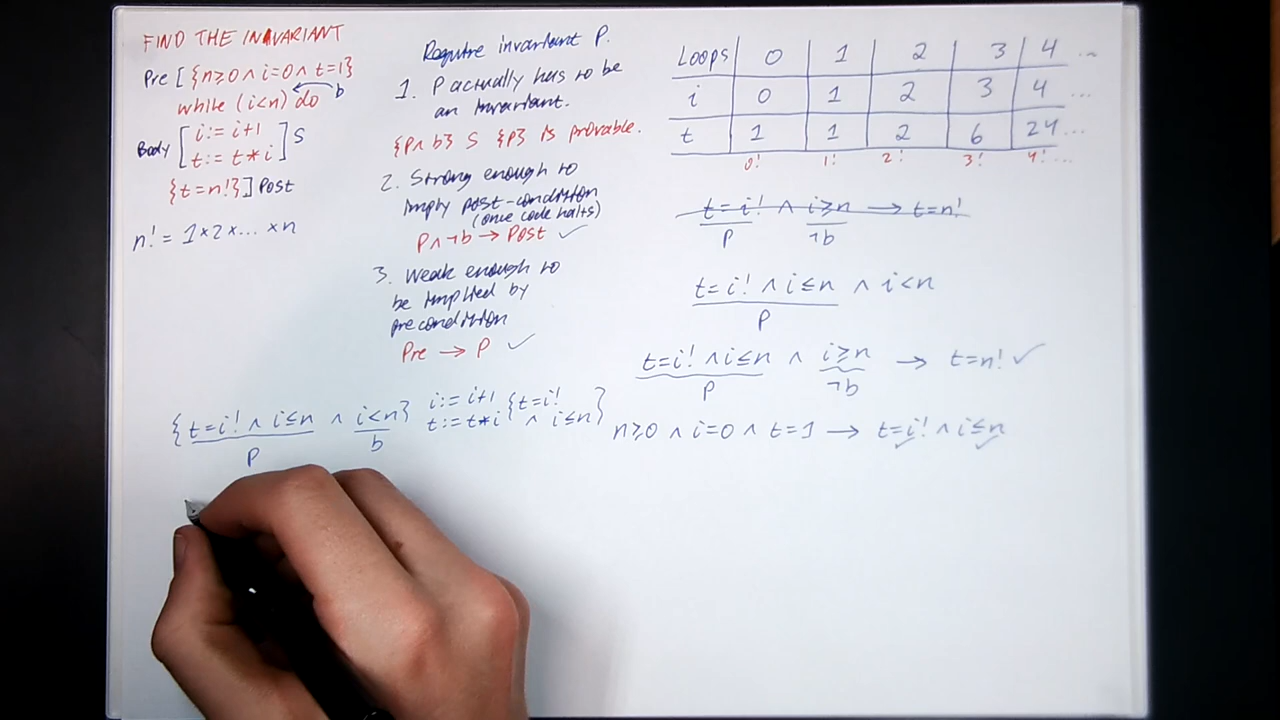 FIND THE INVARIANT
Pre [ {n≥0 ∧ i=0 ∧ t=1}
while (i<n) do
b
Body [ i:= i+1
t:= t*i ] S
{t=n!} ] Post
n! = 1×2×... ×n
Require invariant P.
1. P actually has to be
an invariant.
{P∧b} S {P} is provable.
2. Strong enough to
imply post-condition
(once code halts)
P∧¬b → Post ✓
3. Weak enough to
be implied by
precondition
Pre → P ✓
Loops 0 1 2 3 4 ...
i 0 1 2 3 4 ...
t 1 1 2 6 24 ...
0! 1! 2! 3! 4! ...
t=i! ∧ i≥n → t=n!
P ¬b
t=i! ∧ i≤n ∧ i<n
P
t=i! ∧ i≤n ∧ i≥n → t=n! ✓
P ¬b
n≥0 ∧ i=0 ∧ t=1 → t=i! ∧ i≤n
{t=i! ∧ i≤n ∧ i<n} i:= i+1 {t=i!
t:= t*i ∧ i≤n}
P b